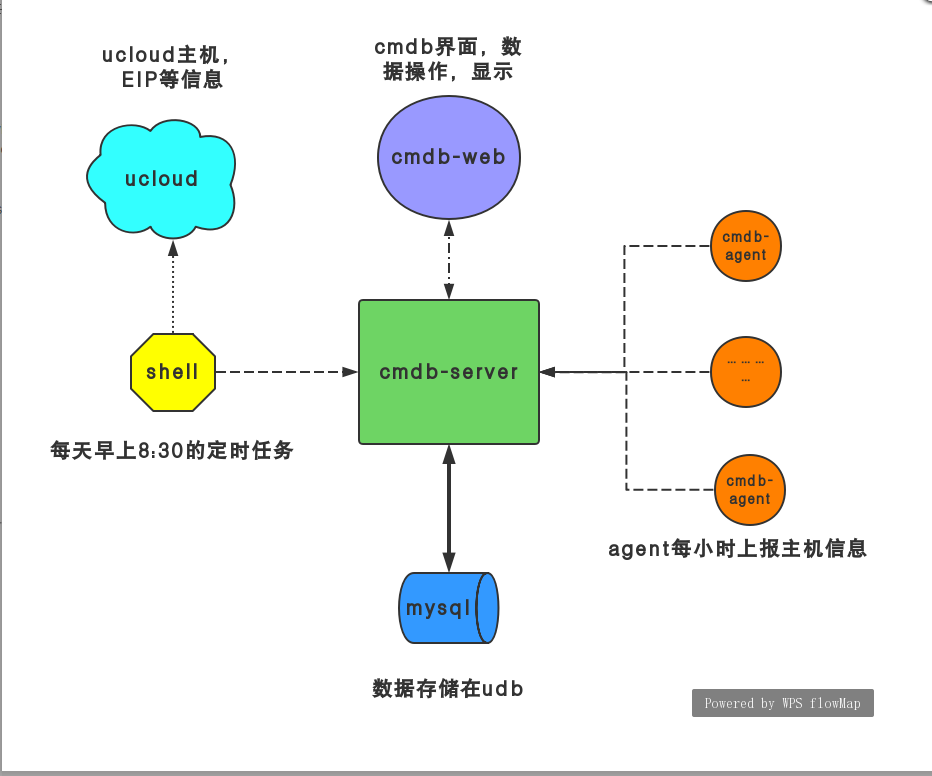 ucloud主机，
EIP等信息
cmdb界面，数
据操作，显示
ucloud
cmdb-web
cmdb-
agent
shell
cmdb-server
… … …
…
每天早上8:30的定时任务
cmdb-
agent
agent每小时上报主机信息
mysql
数据存储在udb
Powered by WPS flowMap